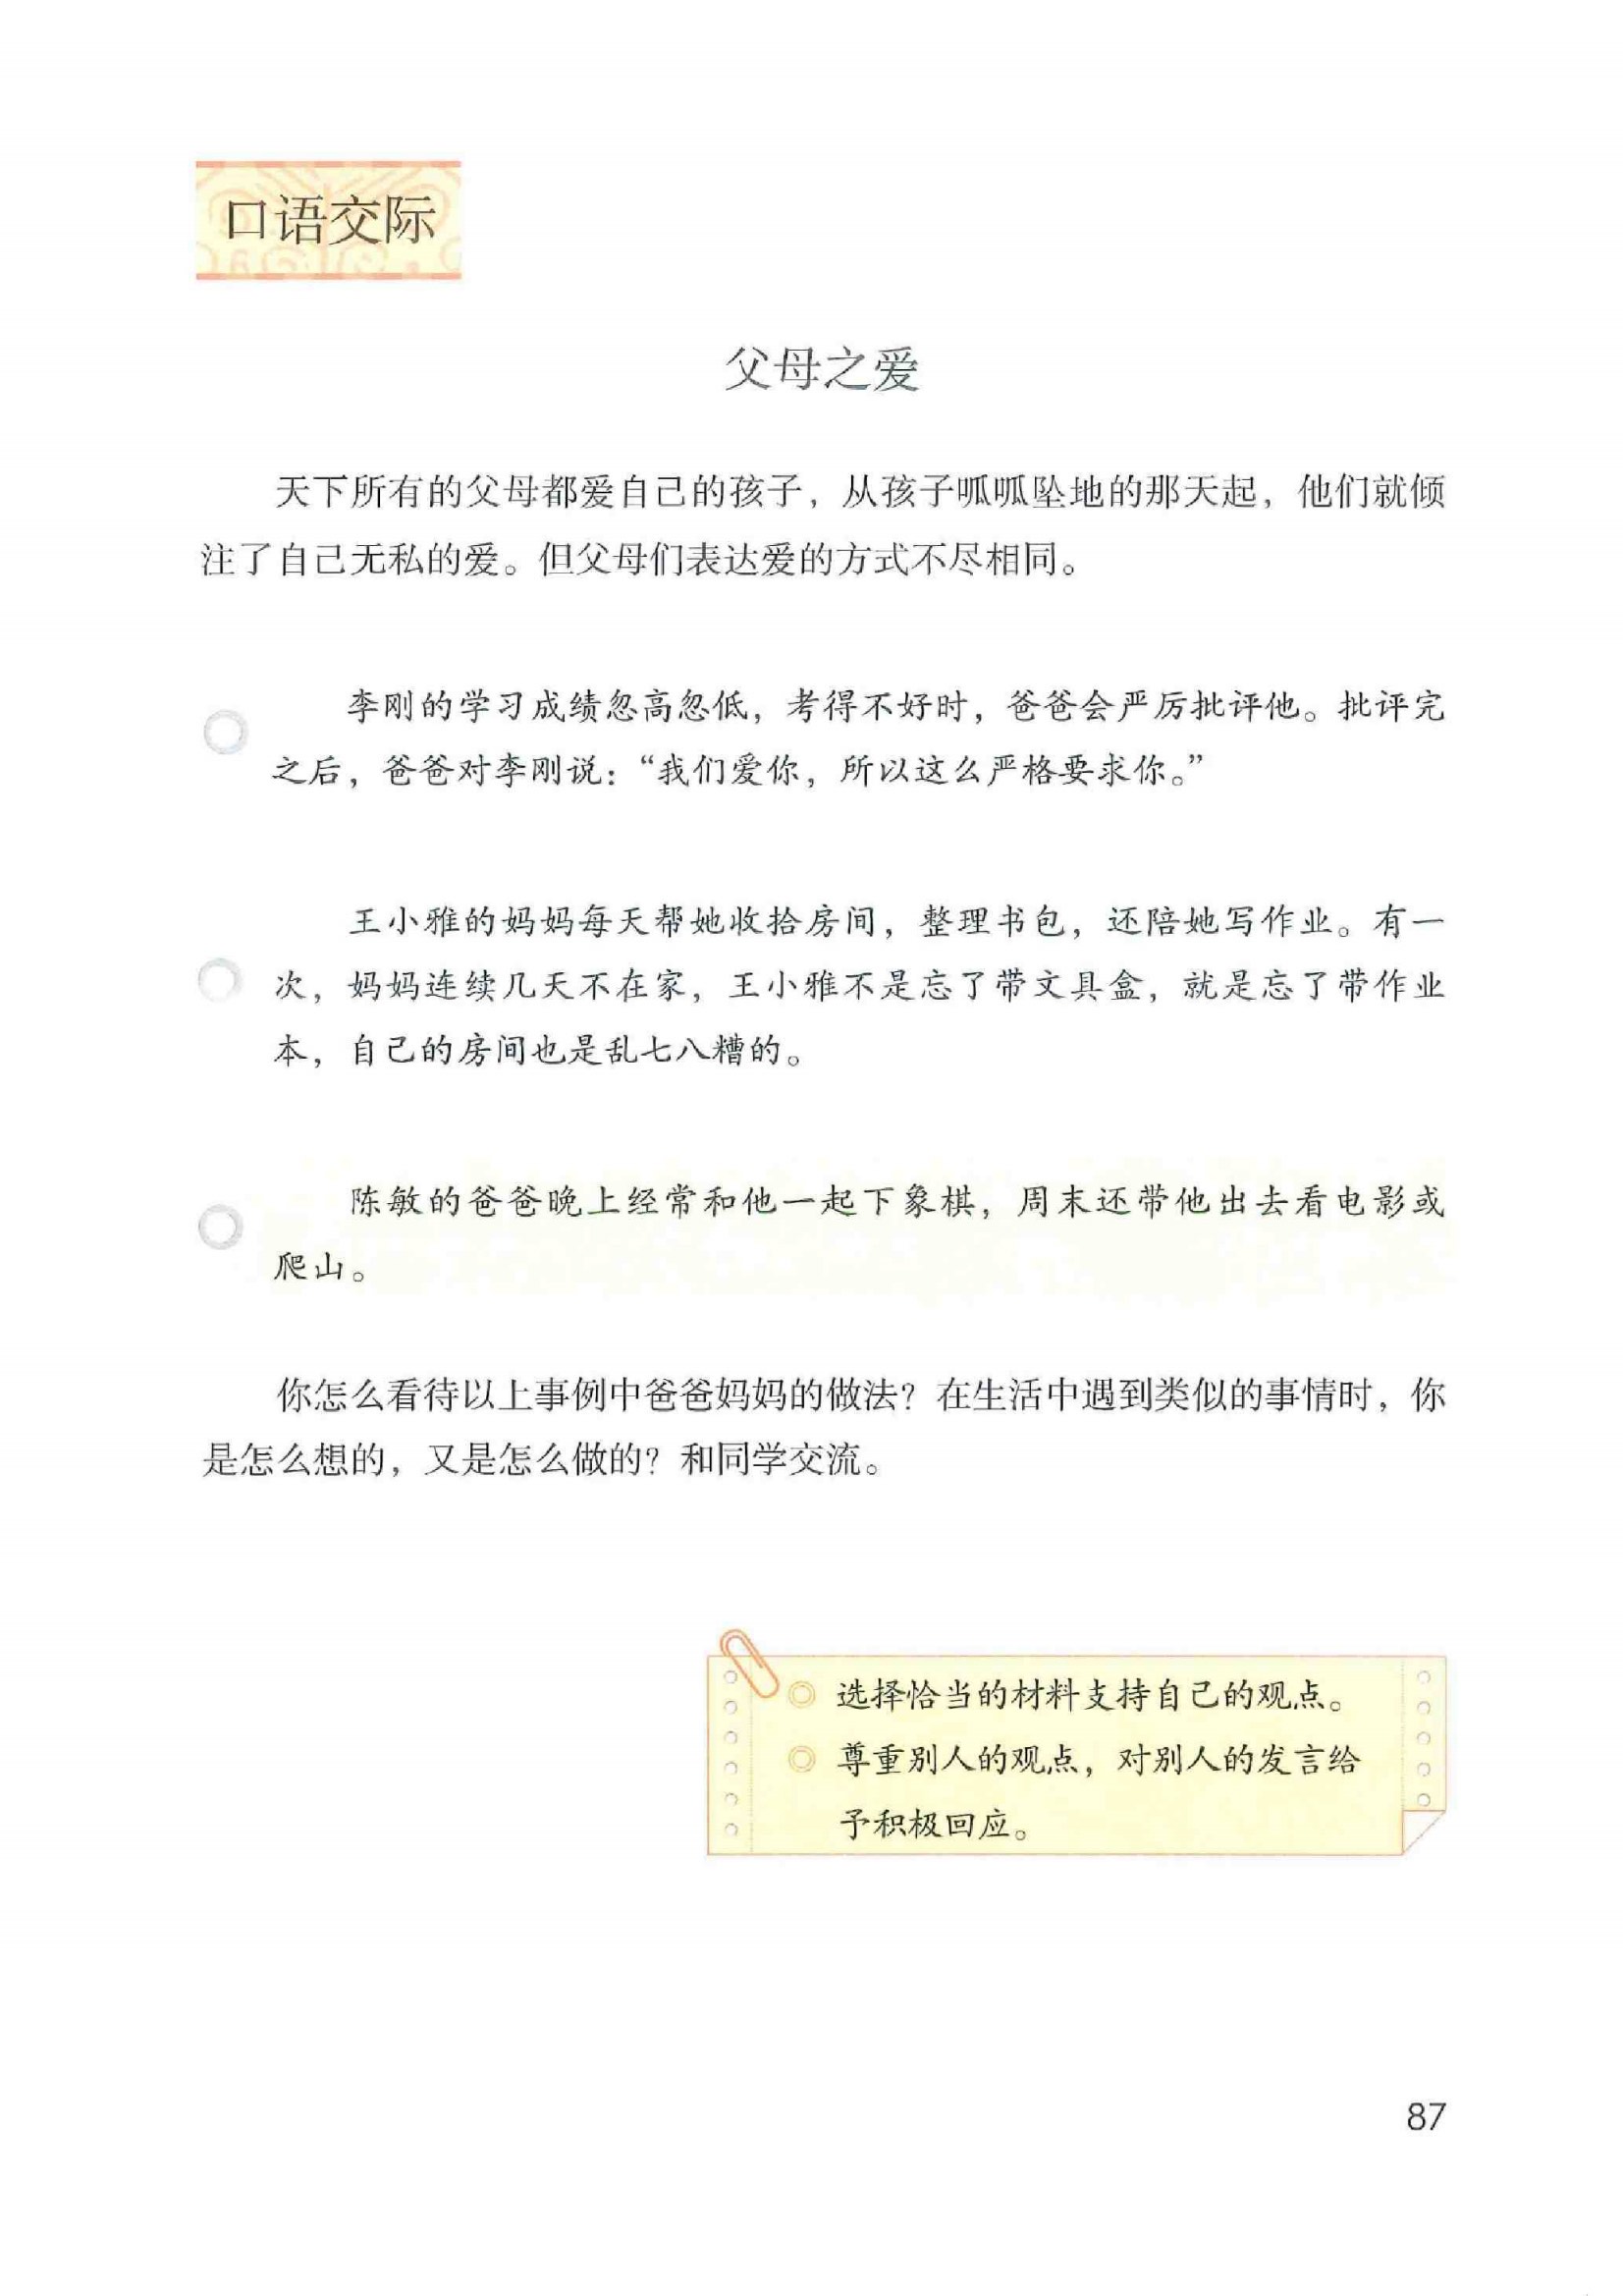 口语交际
父母之爱
天下所有的父母都爱自己的孩子，从孩子呱呱坠地的那天起，他们就倾
注了自己无私的爱。但父母们表达爱的方式不尽相同。
李刚的学习成绩忽高忽低，考得不好时，爸爸会严厉批评他。批评完
之后，爸爸对李刚说：“我们爱你，所以这么严格要求你。”
王小雅的妈妈每天帮她收拾房间，整理书包，还陪她写作业。有一
次，妈妈连续几天不在家，王小雅不是忘了带文具盒，就是忘了带作业
本，自己的房间也是乱七八糟的。
陈敏的爸爸晚上经常和他一起下象棋，周末还带他出去看电影或
爬山。
你怎么看待以上事例中爸爸妈妈的做法？在生活中遇到类似的事情时，你
是怎么想的，又是怎么做的？和同学交流。
选择恰当的材料支持自己的观点。
尊重别人的观点，对别人的发言给
予积极回应。
87